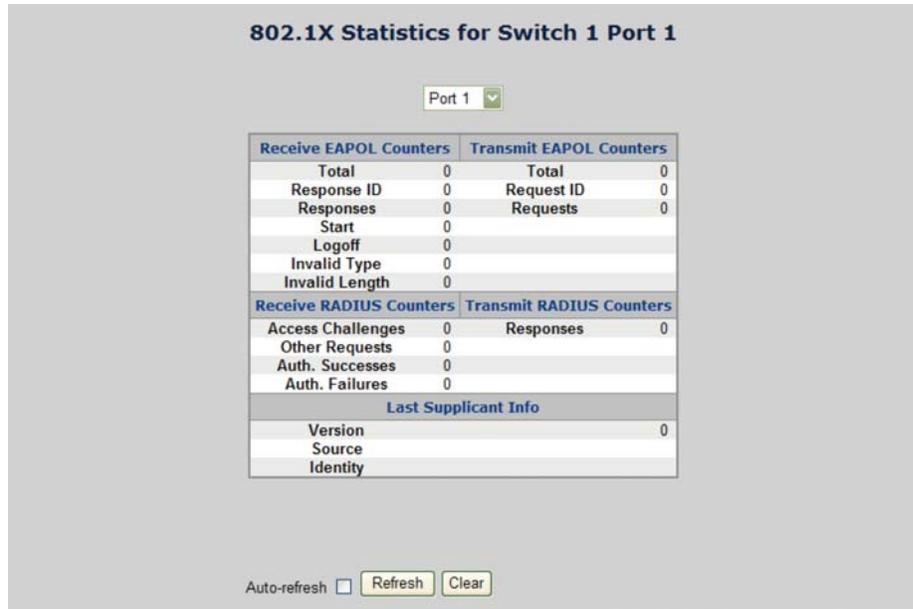 802.1X Statistics for Switch 1 Port 1
Port 1
Receive EAPOL Counters Transmit EAPOL Counters
Total 0 Total 0
Response ID 0 Request ID 0
Responses 0 Requests 0
Start 0
Logoff 0
Invalid Type 0
Invalid Length 0
Receive RADIUS Counters Transmit RADIUS Counters
Access Challenges 0 Responses 0
Other Requests 0
Auth. Successes 0
Auth. Failures 0
Last Supplicant Info
Version 0
Source
Identity
Auto-refresh Refresh Clear